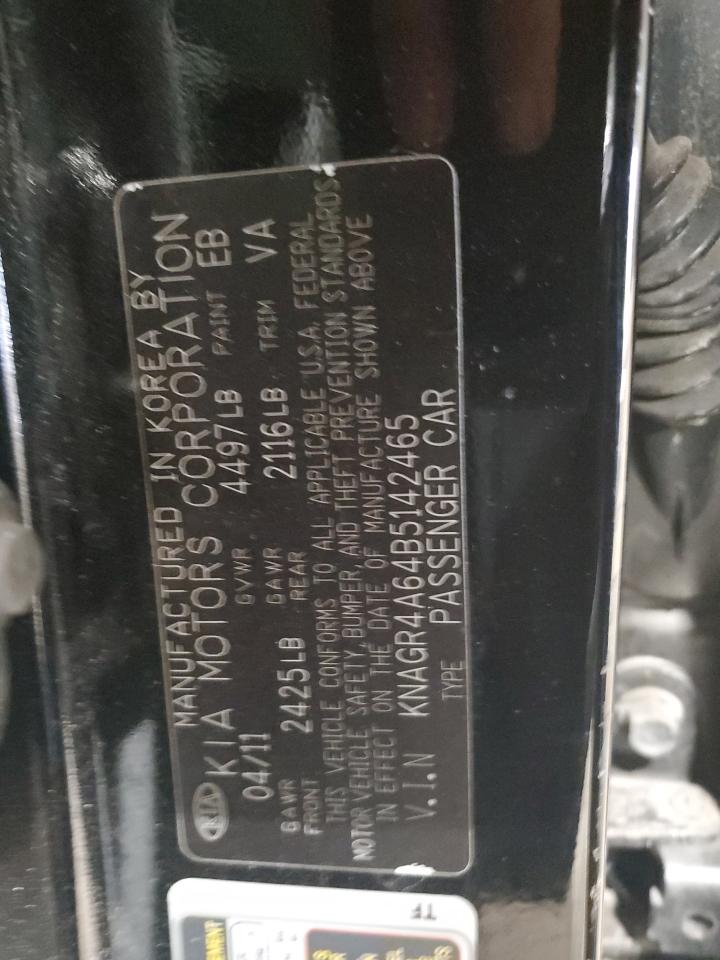 MANUFACTURED IN KOREA BY
KIA KIA MOTORS CORPORATION
04/11 GVWR 4497LB PAINT EB
GAWR FRONT 2425LB GAWR REAR 2116LB TRIM VA
THIS VEHICLE CONFORMS TO ALL APPLICABLE U.S.A. FEDERAL
MOTOR VEHICLE SAFETY, BUMPER, AND THEFT PREVENTION STANDARDS
IN EFFECT ON THE DATE OF MANUFACTURE SHOWN ABOVE
V.I.N KNAGR4A64B5142465
TYPE PASSENGER CAR
TF